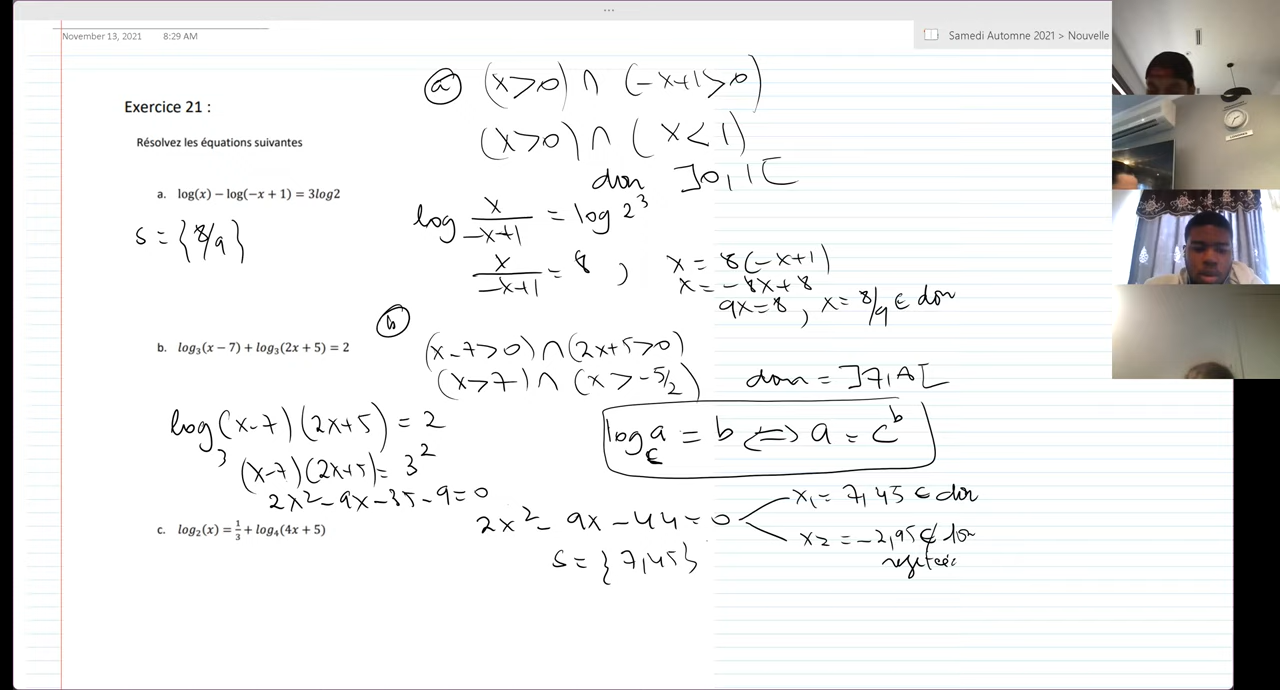 November 13, 2021 8:29 AM
Samedi Automne 2021 > Nouvelle
Exercice 21 :
Résolvez les équations suivantes
a. log(x) − log(−x + 1) = 3log2
S = {8/9}
ⓐ (x>0) ∩ (-x+1>0)
(x>0) ∩ (x<1)
dom ]0,1[
log x/(-x+1) = log 2³
x/(-x+1) = 8 , x = 8(-x+1)
x = -8x+8
9x=8 , x = 8/9 ∈ dom
b. log₃(x − 7) + log₃(2x + 5) = 2
ⓑ (x-7>0) ∩ (2x+5>0)
(x>7) ∩ (x>-5/2)
dom = ]7,∞[
log₃(x-7)(2x+5) = 2
(x-7)(2x+5) = 3²
2x²-9x-35-9=0
log_c a = b ⇔ a = c^b
2x²-9x-44=0
x₁ = 7,45 ∈ dom
x₂ = -2,95 ∉ dom
rejetée
S = {7,45}
c. log₂(x) = 1/3 + log₄(4x + 5)